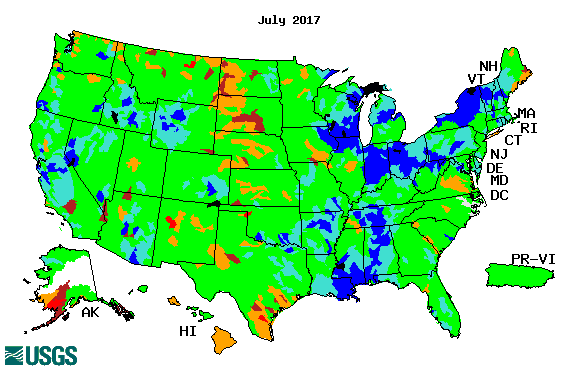 July 2017
NH
VT
MA
RI
CT
NJ
DE
MD
DC
PR-VI
AK
HI
USGS